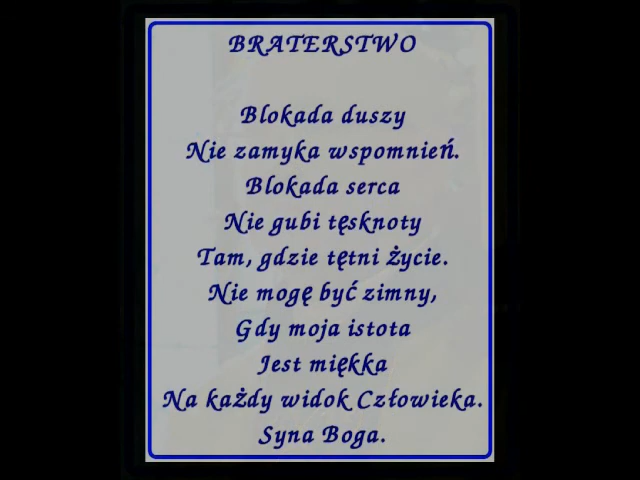 BRATERSTWO
Blokada duszy
Nie zamyka wspomnień.
Blokada serca
Nie gubi tęsknoty
Tam, gdzie tętni życie.
Nie mogę być zimny,
Gdy moja istota
Jest miękka
Na każdy widok Człowieka.
Syna Boga.